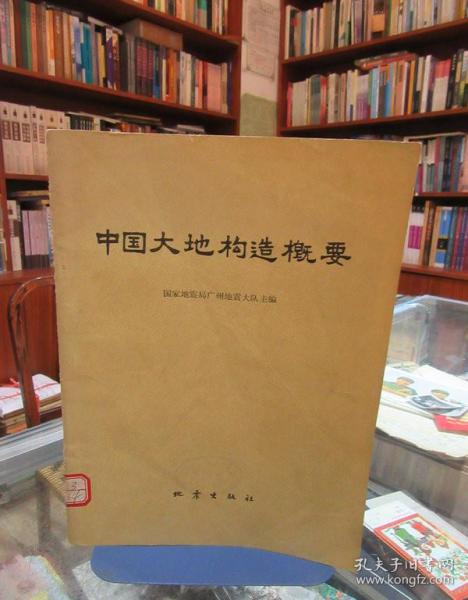 中国大地构造概要
国家地震局广州地震大队主编
地震出版社
孔夫子旧书网
www.kongfz.com